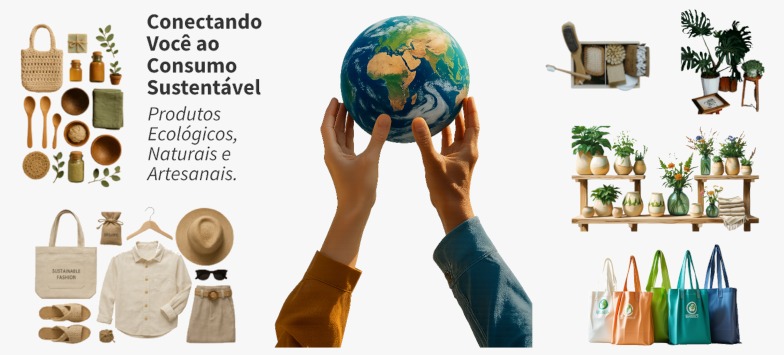 Conectando
Você ao
Consumo
Sustentável
Produtos
Ecológicos,
Naturais e
Artesanais.
SUSTAINABLE
FASHION